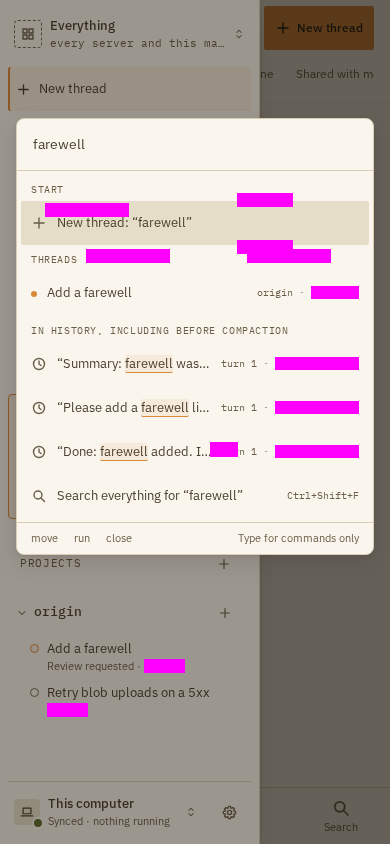 Everything
every server and this ma…
New thread
New thread
ne
Shared with m
farewell
START
New thread: “farewell”
THREADS
Add a farewell
origin ·
IN HISTORY, INCLUDING BEFORE COMPACTION
“Summary: farewell was…
turn 1 ·
“Please add a farewell li…
turn 1 ·
“Done: farewell added. I…
n 1 ·
Search everything for “farewell”
Ctrl+Shift+F
move run close
Type for commands only
PROJECTS
origin
Add a farewell
Review requested ·
Retry blob uploads on a 5xx
This computer
Synced · nothing running
Search